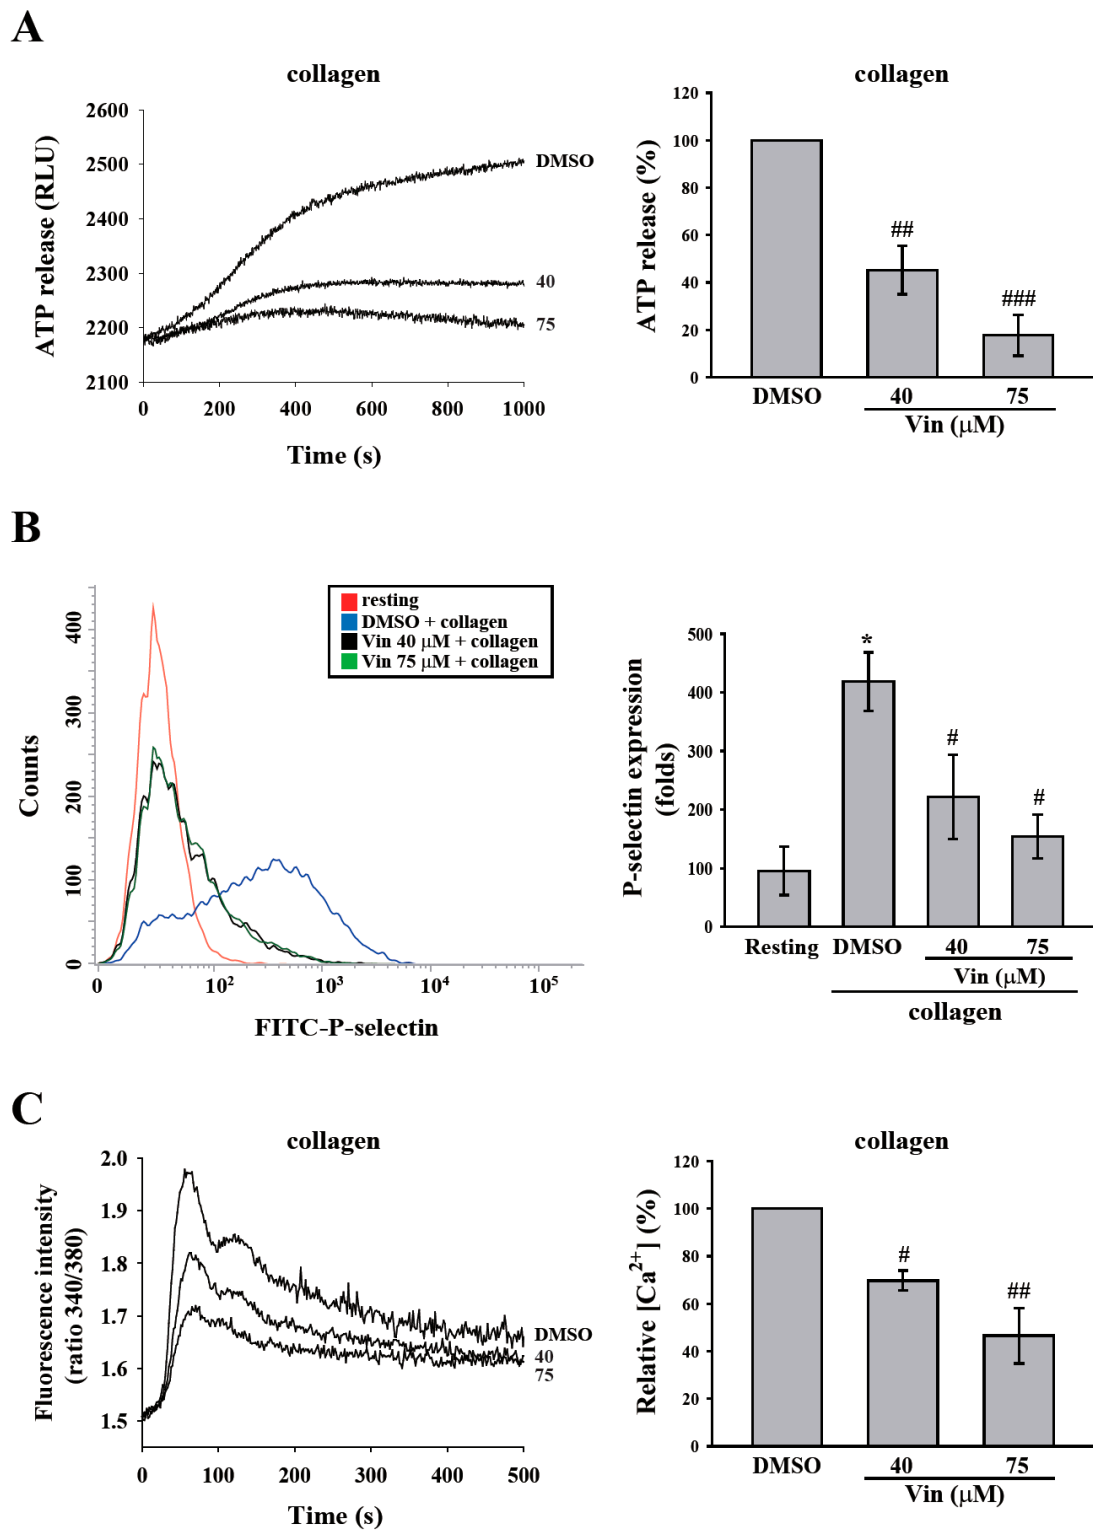 A
collagen
2600
2500
2400
2300
2200
2100
ATP release (RLU)
DMSO
40
75
0 200 400 600 800 1000
Time (s)
collagen
120
100
80
60
40
20
0
ATP release (%)
##
###
DMSO 40 75
Vin (μM)
B
400
300
200
100
0
Counts
resting
DMSO + collagen
Vin 40 μM + collagen
Vin 75 μM + collagen
0 10² 10³ 10⁴ 10⁵
FITC-P-selectin
500
400
300
200
100
0
P-selectin expression
(folds)
*
#
#
Resting DMSO 40 75
Vin (μM)
collagen
C
collagen
2.0
1.9
1.8
1.7
1.6
1.5
Fluorescence intensity
(ratio 340/380)
DMSO
40
75
0 100 200 300 400 500
Time (s)
collagen
120
100
80
60
40
20
0
Relative [Ca²⁺] (%)
#
##
DMSO 40 75
Vin (μM)